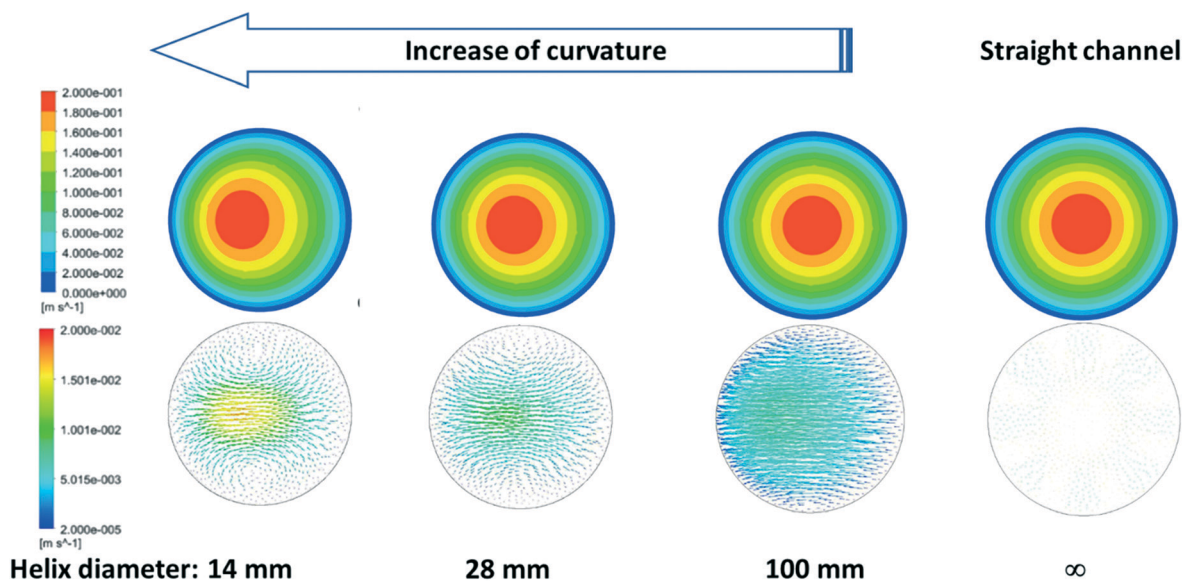 Increase of curvature
Straight channel
2.000e-001
1.800e-001
1.600e-001
1.400e-001
1.200e-001
1.000e-001
8.000e-002
6.000e-002
4.000e-002
2.000e-002
0.000e+000
[m s^-1]
2.000e-002
1.501e-002
1.001e-002
5.015e-003
2.000e-005
[m s^-1]
Helix diameter: 14 mm 28 mm 100 mm ∞